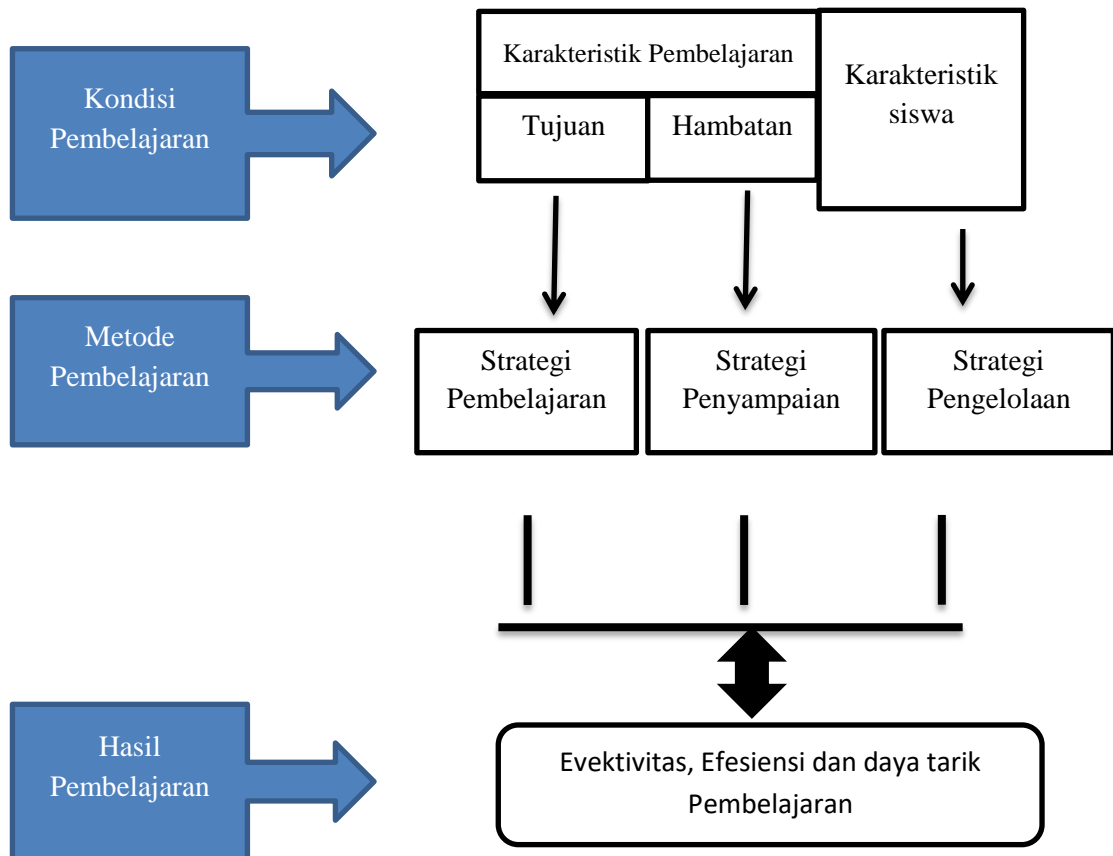 Kondisi
Pembelajaran
Karakteristik Pembelajaran
Tujuan
Hambatan
Karakteristik
siswa
Metode
Pembelajaran
Strategi
Pembelajaran
Strategi
Penyampaian
Strategi
Pengelolaan
Hasil
Pembelajaran
Evektivitas, Efesiensi dan daya tarik
Pembelajaran